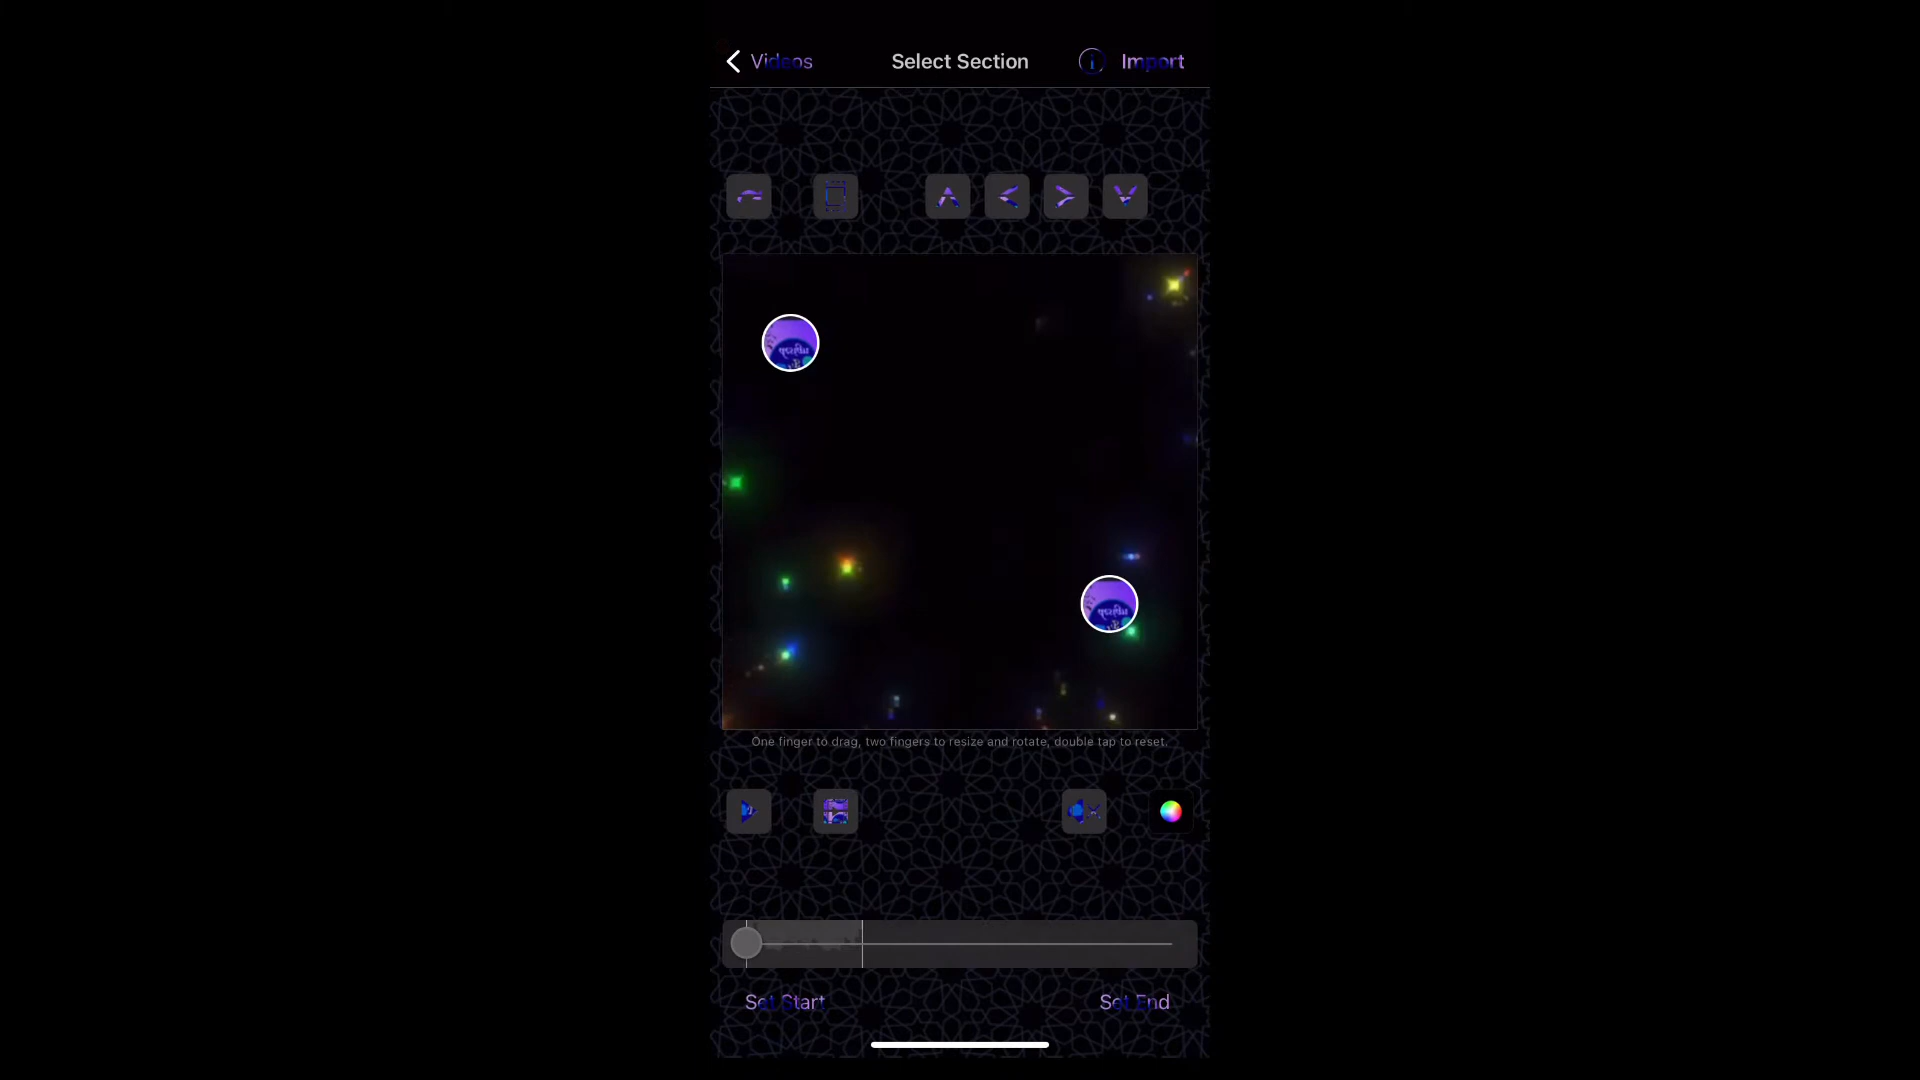 Videos
Select Section
Import
One finger to drag, two fingers to resize and rotate, double tap to reset.
Set Start
Set End